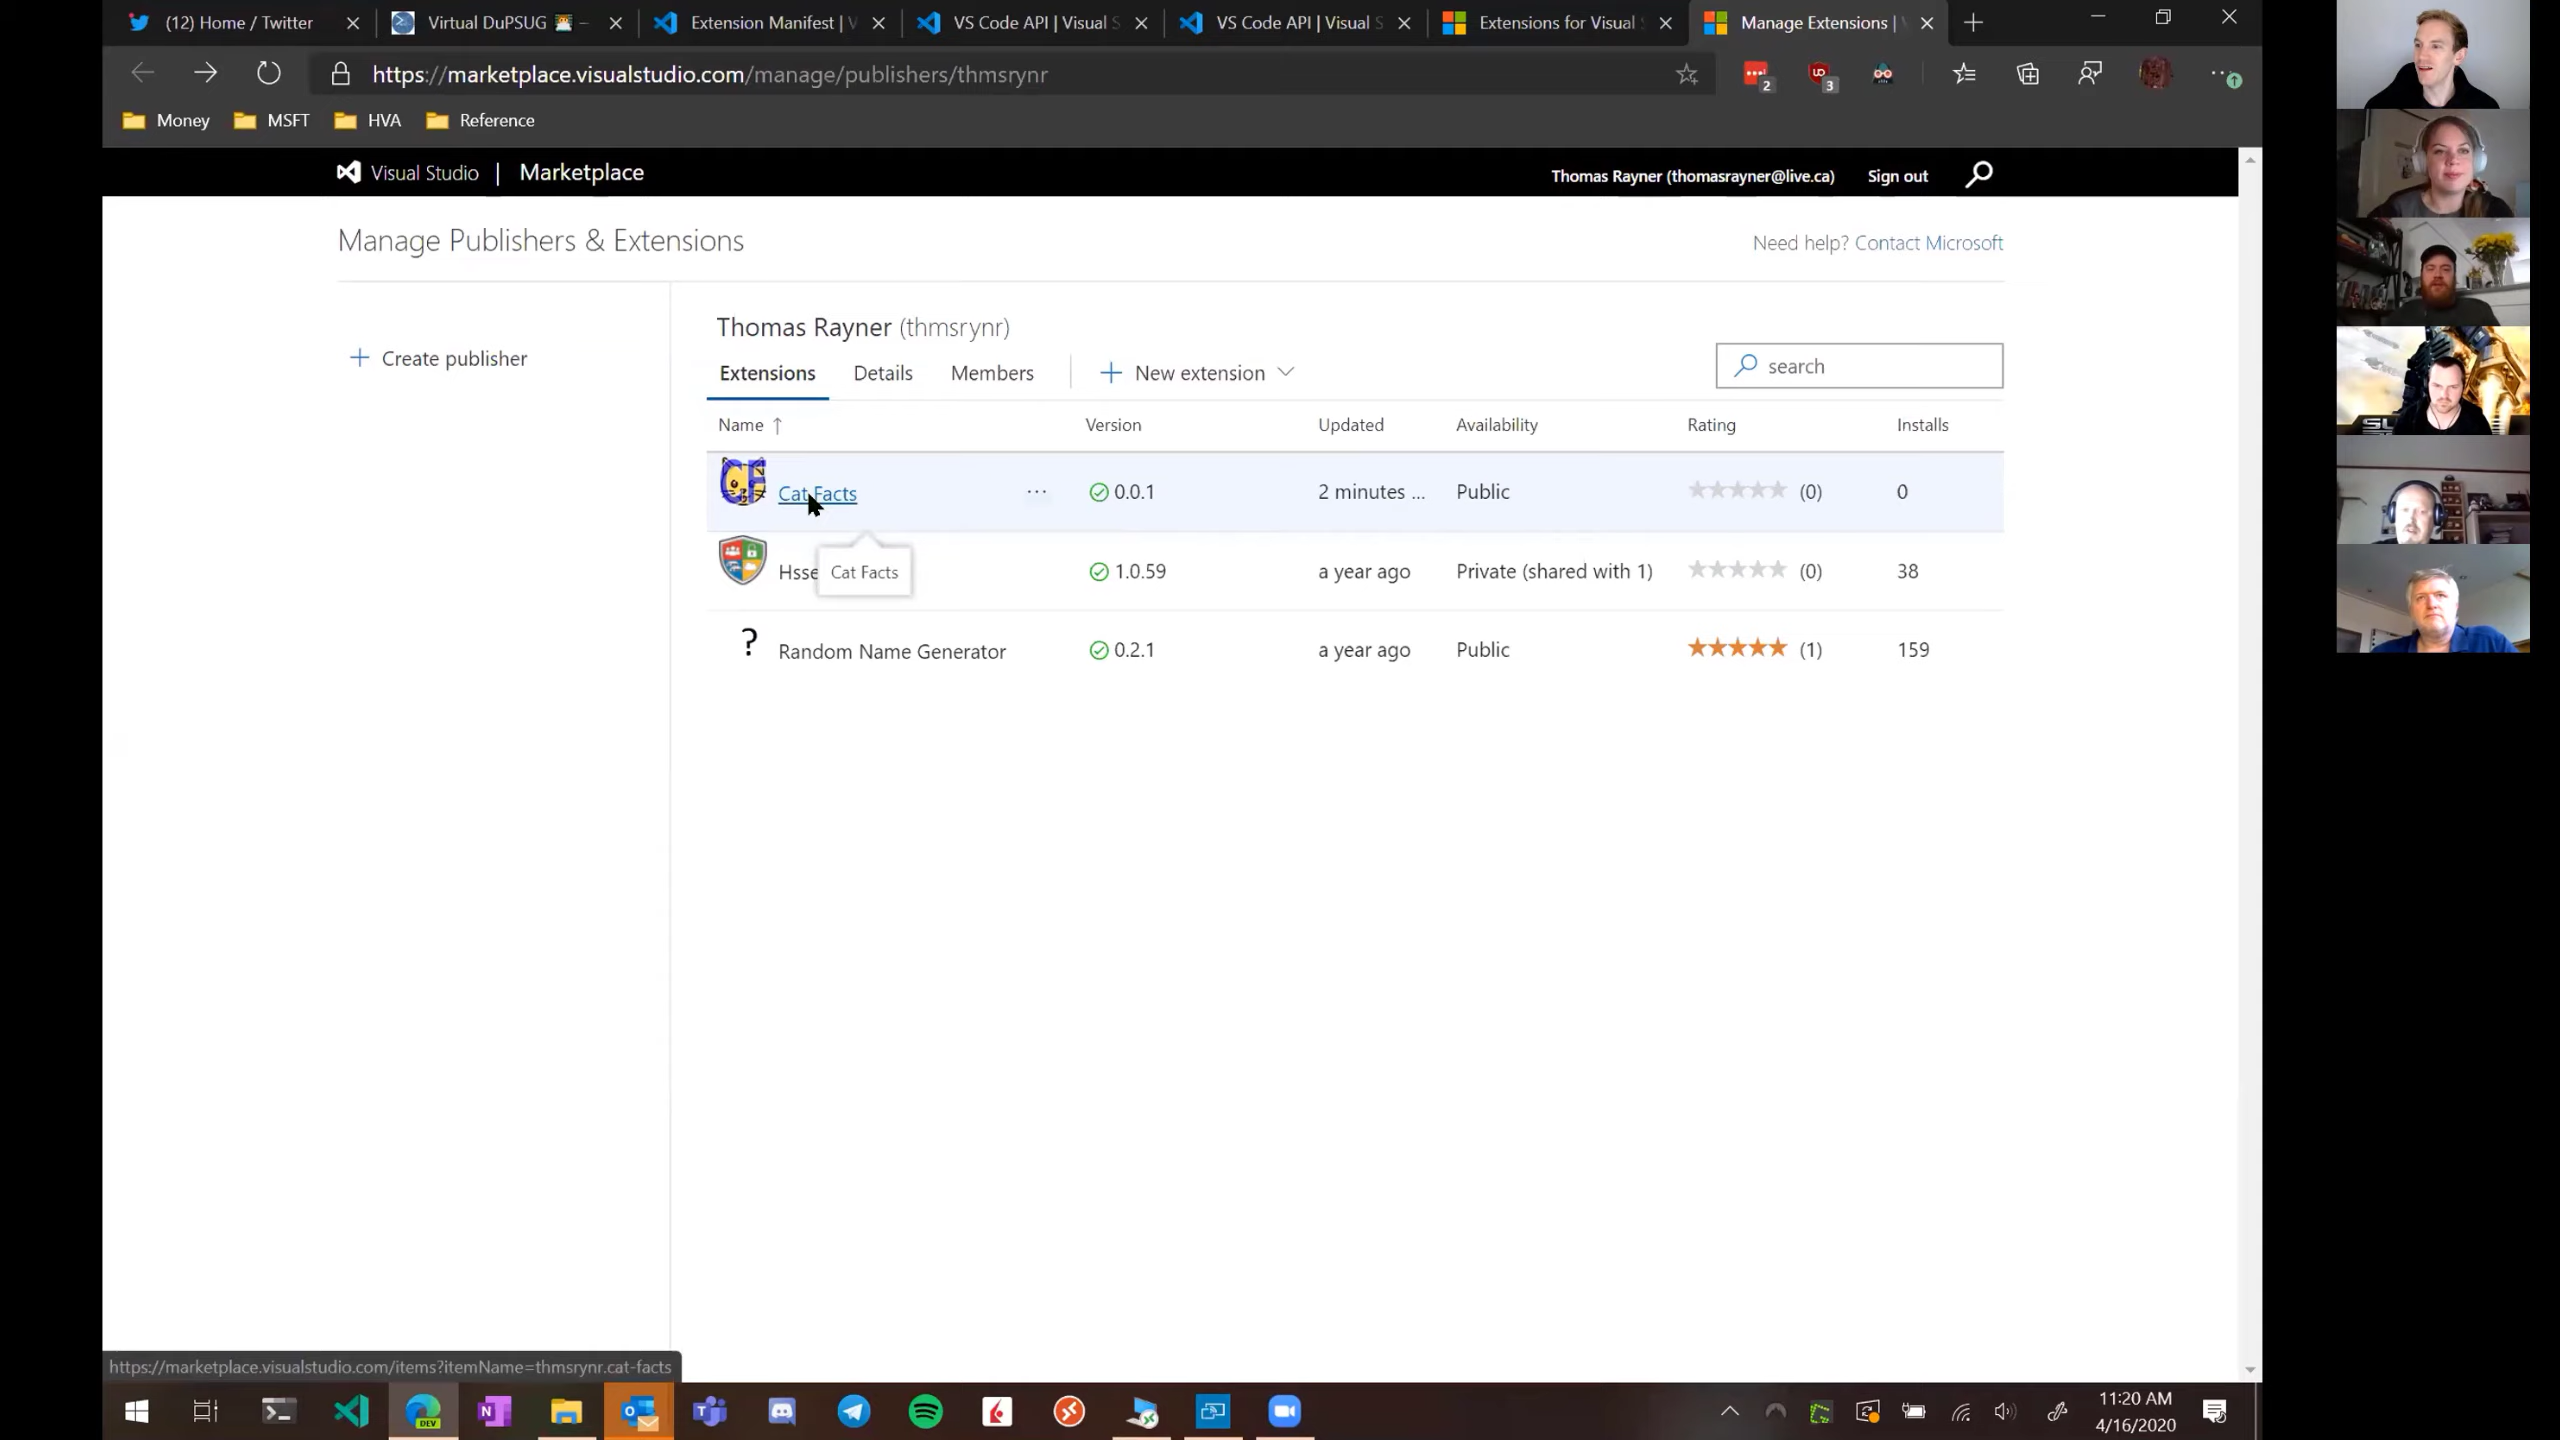 (12) Home / Twitter
Virtual DuPSUG
Extension Manifest | V
VS Code API | Visual S
VS Code API | Visual S
Extensions for Visual S
Manage Extensions | V
https://marketplace.visualstudio.com/manage/publishers/thmsrynr
2
3
Money
MSFT
HVA
Reference
Visual Studio | Marketplace
Thomas Rayner (thomasrayner@live.ca)
Sign out
Manage Publishers & Extensions
Need help? Contact Microsoft
+ Create publisher
Thomas Rayner (thmsrynr)
Extensions
Details
Members
+ New extension
search
Name ↑ Version Updated Availability Rating Installs
Cat Facts ... 0.0.1 2 minutes ... Public (0) 0
Hsse 1.0.59 a year ago Private (shared with 1) (0) 38
Cat Facts
? Random Name Generator 0.2.1 a year ago Public (1) 159
https://marketplace.visualstudio.com/items?itemName=thmsrynr.cat-facts
DEV
11:20 AM
4/16/2020